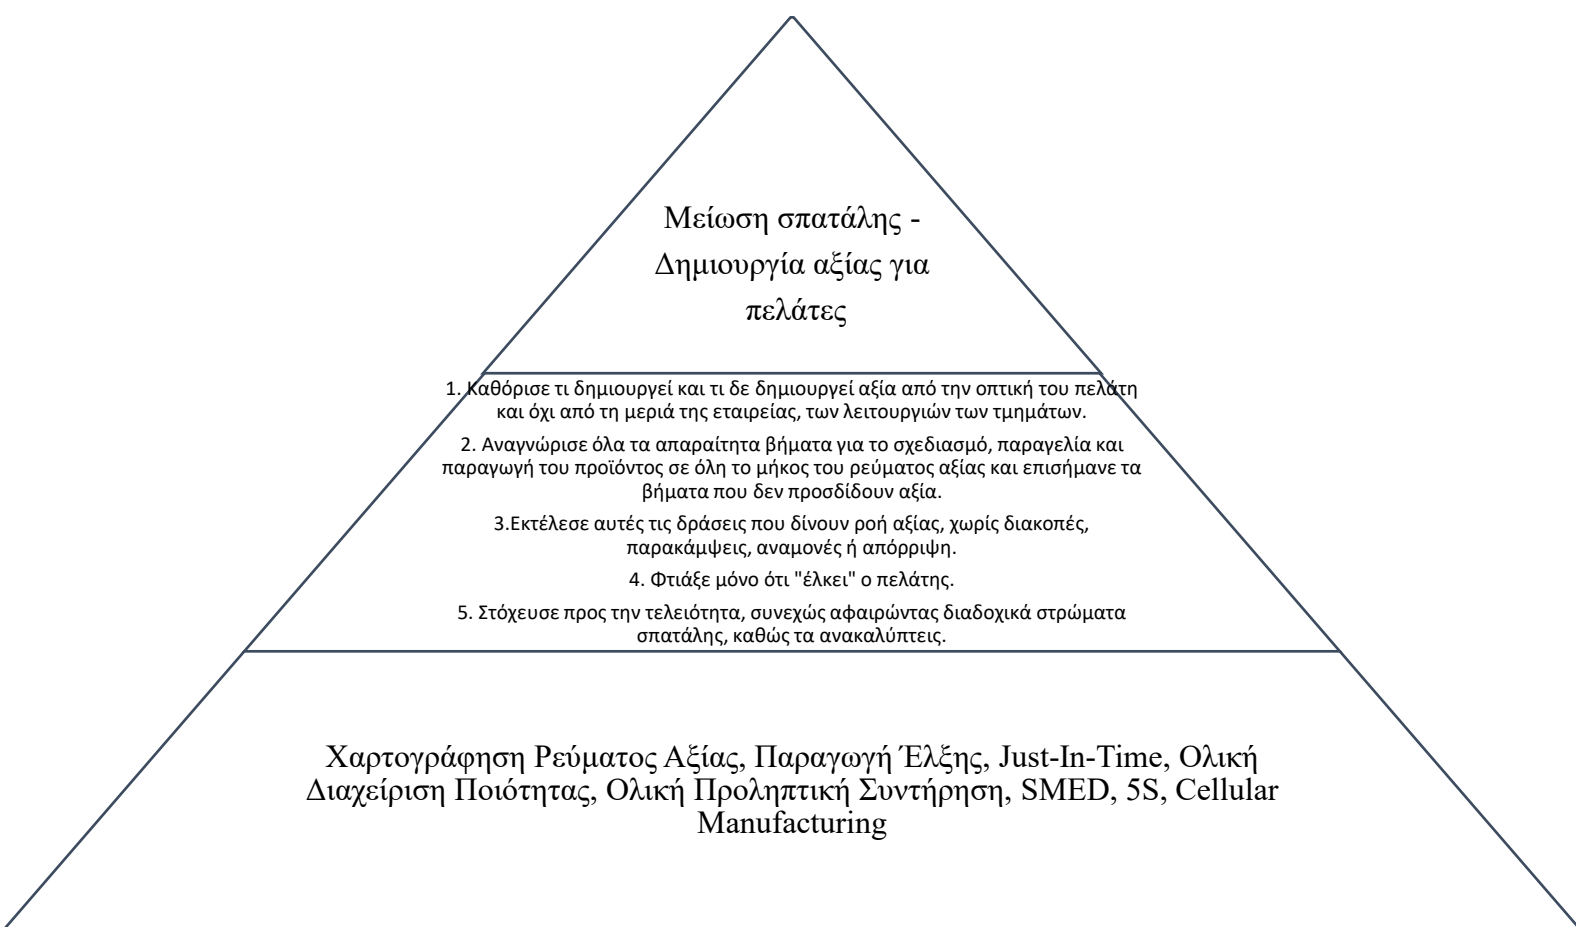 Μείωση σπατάλης -
Δημιουργία αξίας για
πελάτες
1. Καθόρισε τι δημιουργεί και τι δε δημιουργεί αξία από την οπτική του πελάτη
και όχι από τη μεριά της εταιρείας, των λειτουργιών των τμημάτων.
2. Αναγνώρισε όλα τα απαραίτητα βήματα για το σχεδιασμό, παραγελία και
παραγωγή του προϊόντος σε όλη το μήκος του ρεύματος αξίας και επισήμανε τα
βήματα που δεν προσδίδουν αξία.
3.Εκτέλεσε αυτές τις δράσεις που δίνουν ροή αξίας, χωρίς διακοπές,
παρακάμψεις, αναμονές ή απόρριψη.
4. Φτιάξε μόνο ότι "έλκει" ο πελάτης.
5. Στόχευσε προς την τελειότητα, συνεχώς αφαιρώντας διαδοχικά στρώματα
σπατάλης, καθώς τα ανακαλύπτεις.
Χαρτογράφηση Ρεύματος Αξίας, Παραγωγή Έλξης, Just-In-Time, Ολική
Διαχείριση Ποιότητας, Ολική Προληπτική Συντήρηση, SMED, 5S, Cellular
Manufacturing